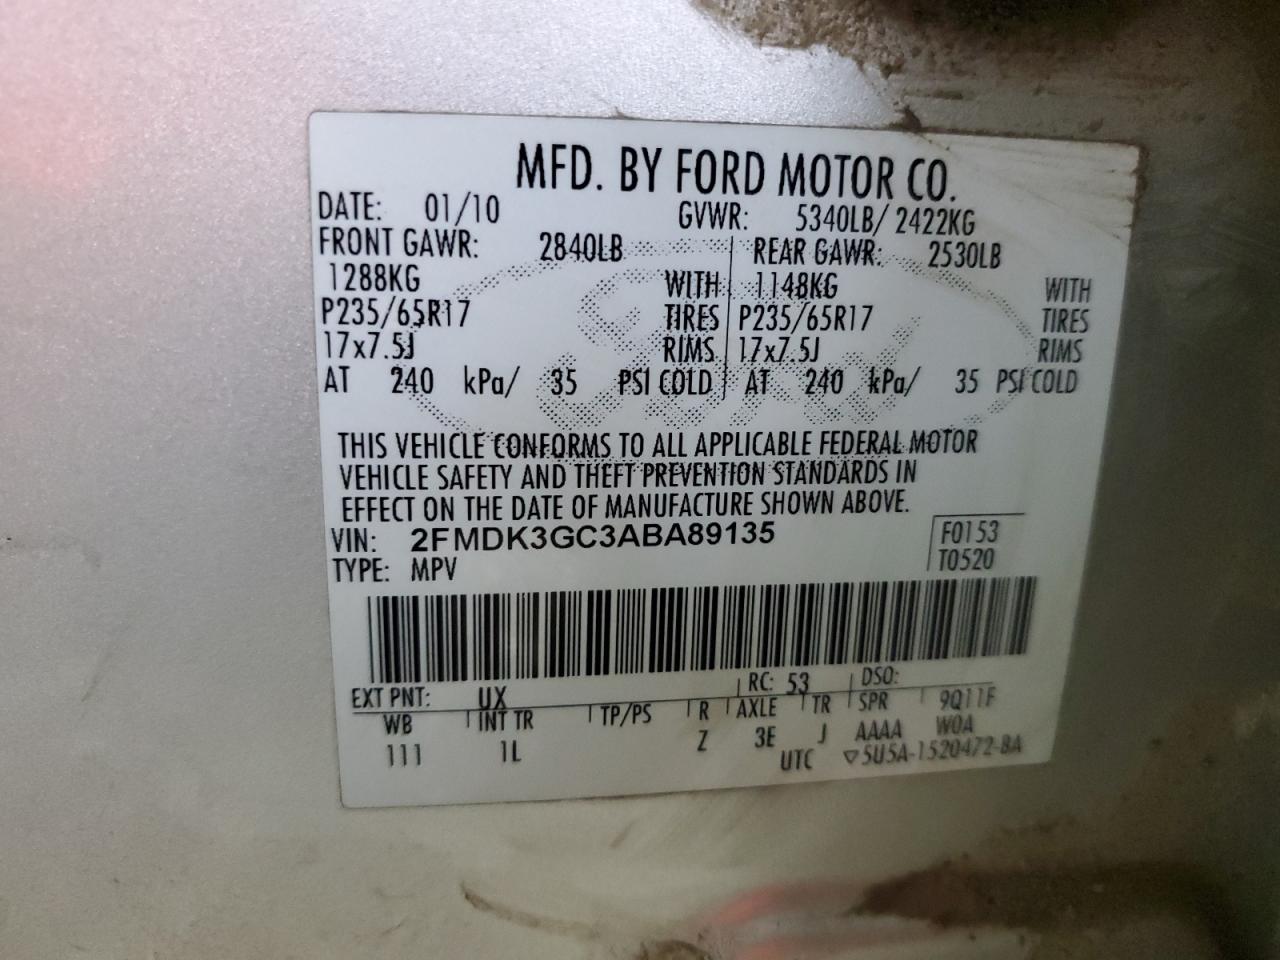 MFD. BY FORD MOTOR CO.
DATE: 01/10 GVWR: 5340LB/ 2422KG
FRONT GAWR: 2840LB REAR GAWR: 2530LB
1288KG WITH 1148KG WITH
P235/65R17 TIRES P235/65R17 TIRES
17x7.5J RIMS 17x7.5J RIMS
AT 240 kPa/ 35 PSI COLD AT 240 kPa/ 35 PSI COLD
THIS VEHICLE CONFORMS TO ALL APPLICABLE FEDERAL MOTOR
VEHICLE SAFETY AND THEFT PREVENTION STANDARDS IN
EFFECT ON THE DATE OF MANUFACTURE SHOWN ABOVE.
VIN: 2FMDK3GC3ABA89135 F0153
TYPE: MPV T0520
EXT PNT: UX RC: 53 DSO:
WB INT TR TP/PS R AXLE TR SPR 9Q11F
111 1L Z 3E J AAAA W0A
UTC ▽5U5A-1520472-BA